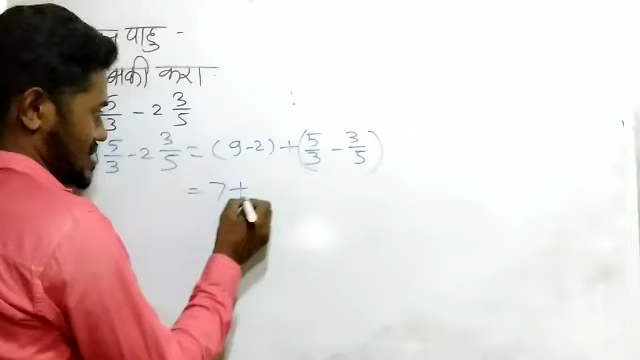 पाहु -
करा
5/3 - 2 3/5
5/3 - 2 3/5 = (9-2) + (5/3 - 3/5)
= 7 +